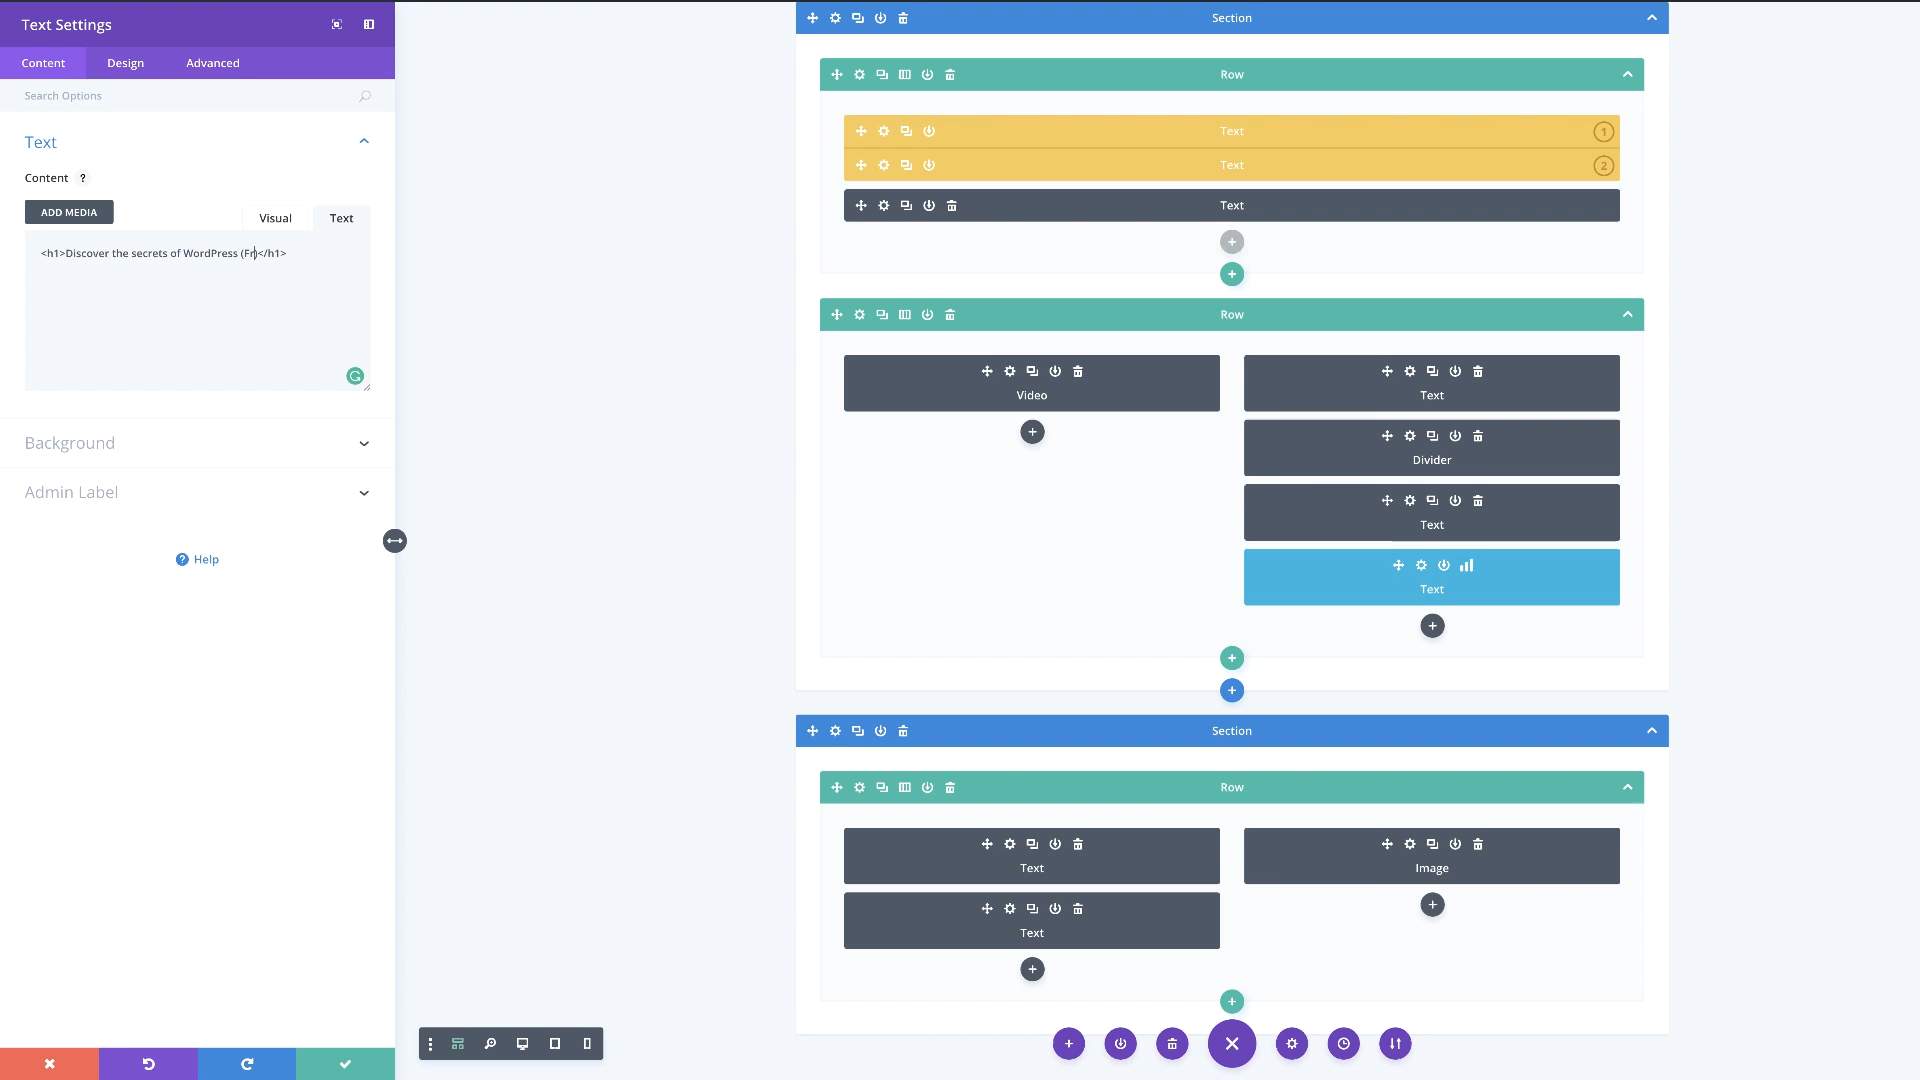 Text Settings
Content
Design
Advanced
Search Options
Text
Content ?
ADD MEDIA
Visual
Text
<h1>Discover the secrets of WordPress (Fr)</h1>
Background
Admin Label
? Help
Section
Row
Text
1
Text
2
Text
Row
Video
Text
Divider
Text
Text
Section
Row
Text
Image
Text